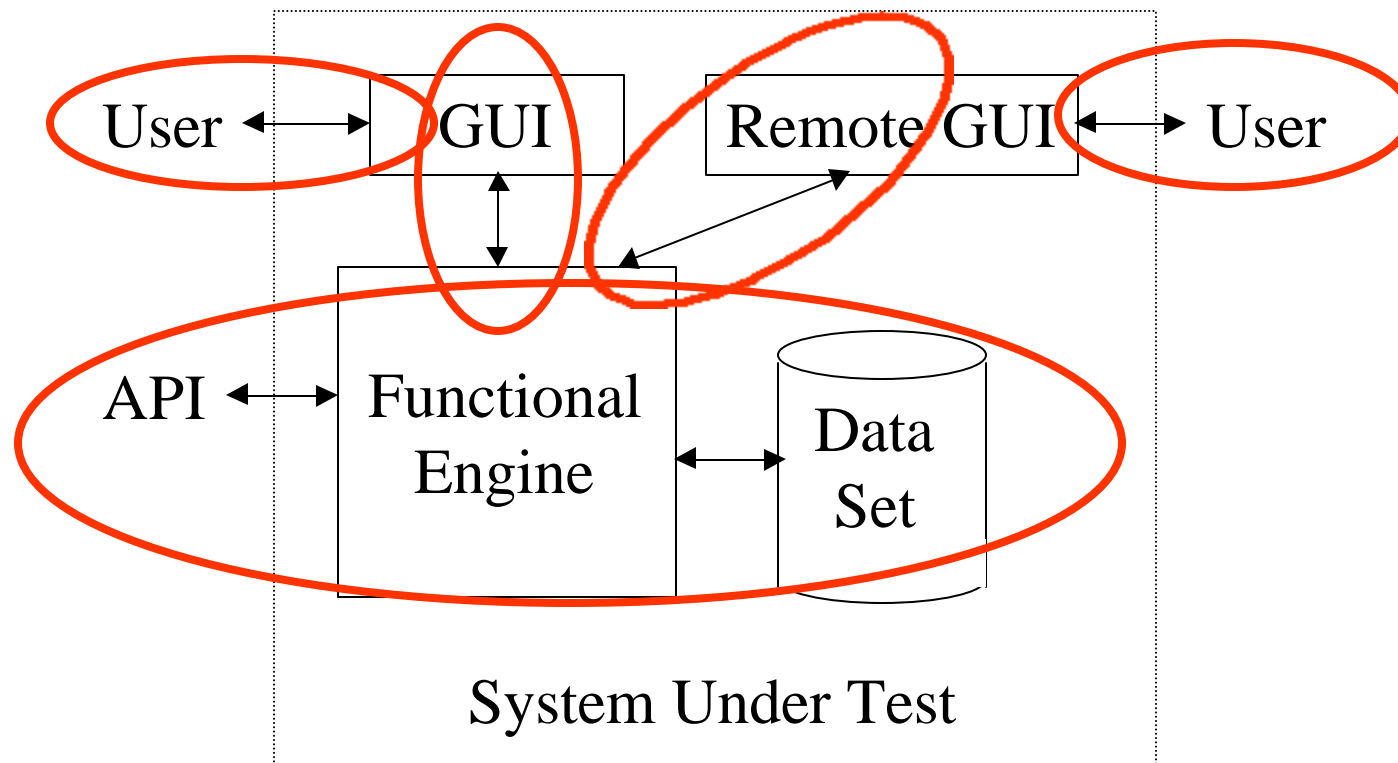 User
GUI
Remote GUI
User
API
Functional
Engine
Data
Set
System Under Test